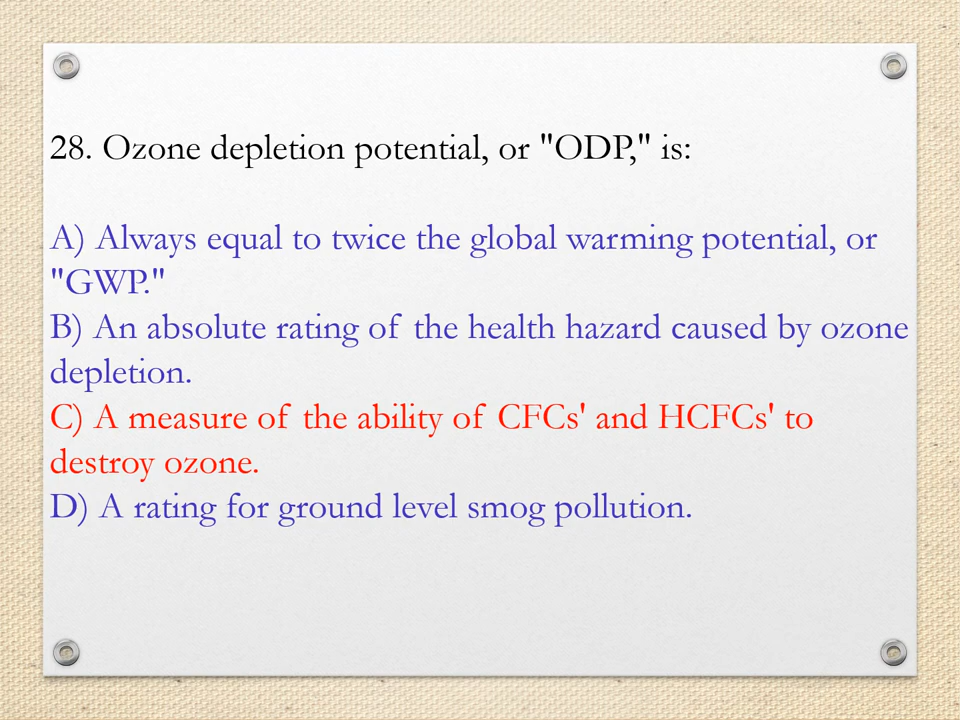 28. Ozone depletion potential, or "ODP," is:
A) Always equal to twice the global warming potential, or
"GWP."
B) An absolute rating of the health hazard caused by ozone
depletion.
C) A measure of the ability of CFCs' and HCFCs' to
destroy ozone.
D) A rating for ground level smog pollution.